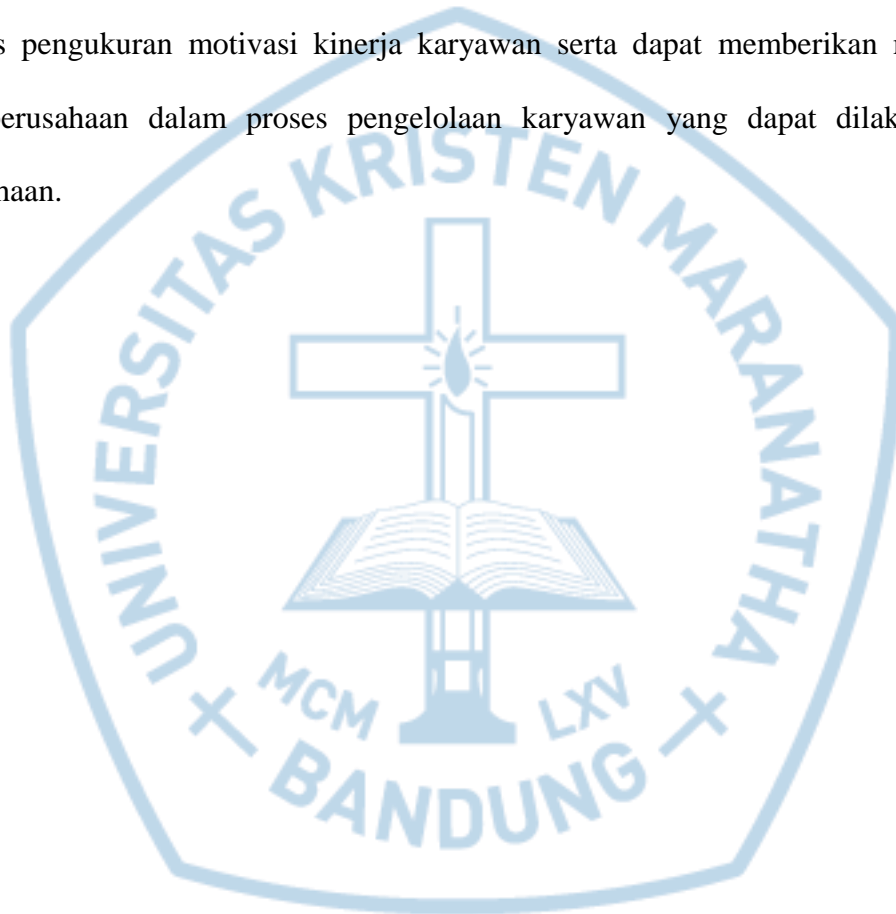 s pengukuran motivasi kinerja karyawan serta dapat memberikan
erusahaan dalam proses pengelolaan karyawan yang dapat dilak
haan.
UNIVERSITAS KRISTEN MARANATHA
MCM LXV
BANDUNG